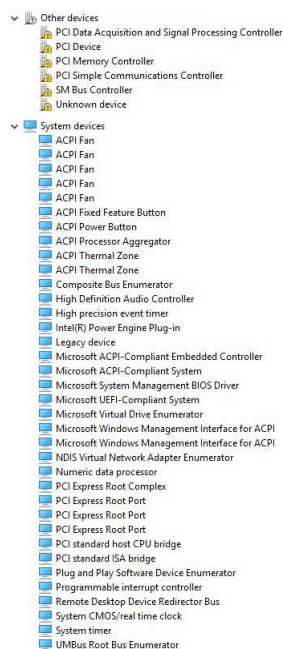 Other devices
PCI Data Acquisition and Signal Processing Controller
PCI Device
PCI Memory Controller
PCI Simple Communications Controller
SM Bus Controller
Unknown device
System devices
ACPI Fan
ACPI Fan
ACPI Fan
ACPI Fan
ACPI Fan
ACPI Fixed Feature Button
ACPI Power Button
ACPI Processor Aggregator
ACPI Thermal Zone
ACPI Thermal Zone
Composite Bus Enumerator
High Definition Audio Controller
High precision event timer
Intel(R) Power Engine Plug-in
Legacy device
Microsoft ACPI-Compliant Embedded Controller
Microsoft ACPI-Compliant System
Microsoft System Management BIOS Driver
Microsoft UEFI-Compliant System
Microsoft Virtual Drive Enumerator
Microsoft Windows Management Interface for ACPI
Microsoft Windows Management Interface for ACPI
NDIS Virtual Network Adapter Enumerator
Numeric data processor
PCI Express Root Complex
PCI Express Root Port
PCI Express Root Port
PCI Express Root Port
PCI standard host CPU bridge
PCI standard ISA bridge
Plug and Play Software Device Enumerator
Programmable interrupt controller
Remote Desktop Device Redirector Bus
System CMOS/real time clock
System timer
UMBus Root Bus Enumerator